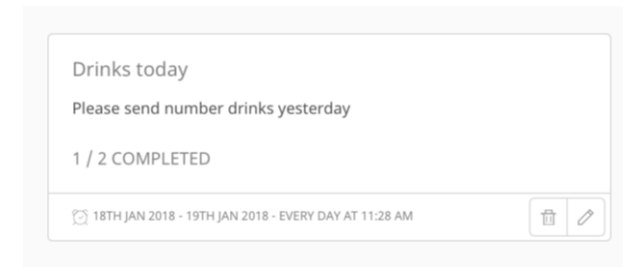 Drinks today
Please send number drinks yesterday
1 / 2 COMPLETED
18TH JAN 2018 - 19TH JAN 2018 - EVERY DAY AT 11:28 AM